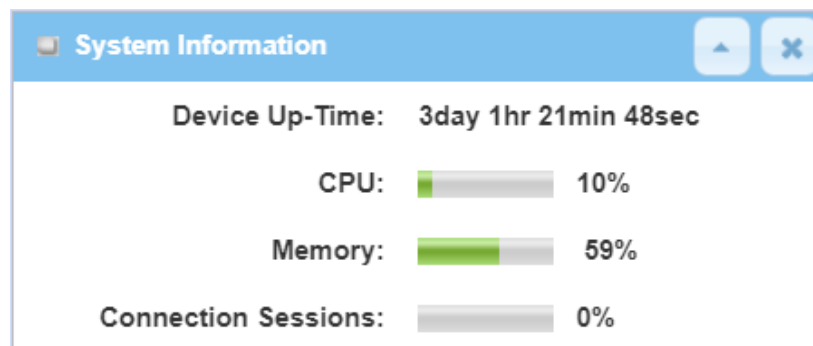 System Information
Device Up-Time: 3day 1hr 21min 48sec
CPU: 10%
Memory: 59%
Connection Sessions: 0%